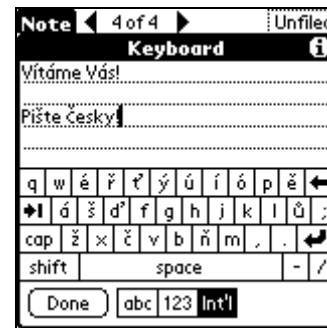 Note 4 of 4 Unfiled
Keyboard
Vítáme Vás!
Pište Česky!
q w é ř ť ý ú í ó p ě
á š ď f g h j k l ů ;
cap ž x č v b ň m , .
shift space - /
Done abc 123 Int'l